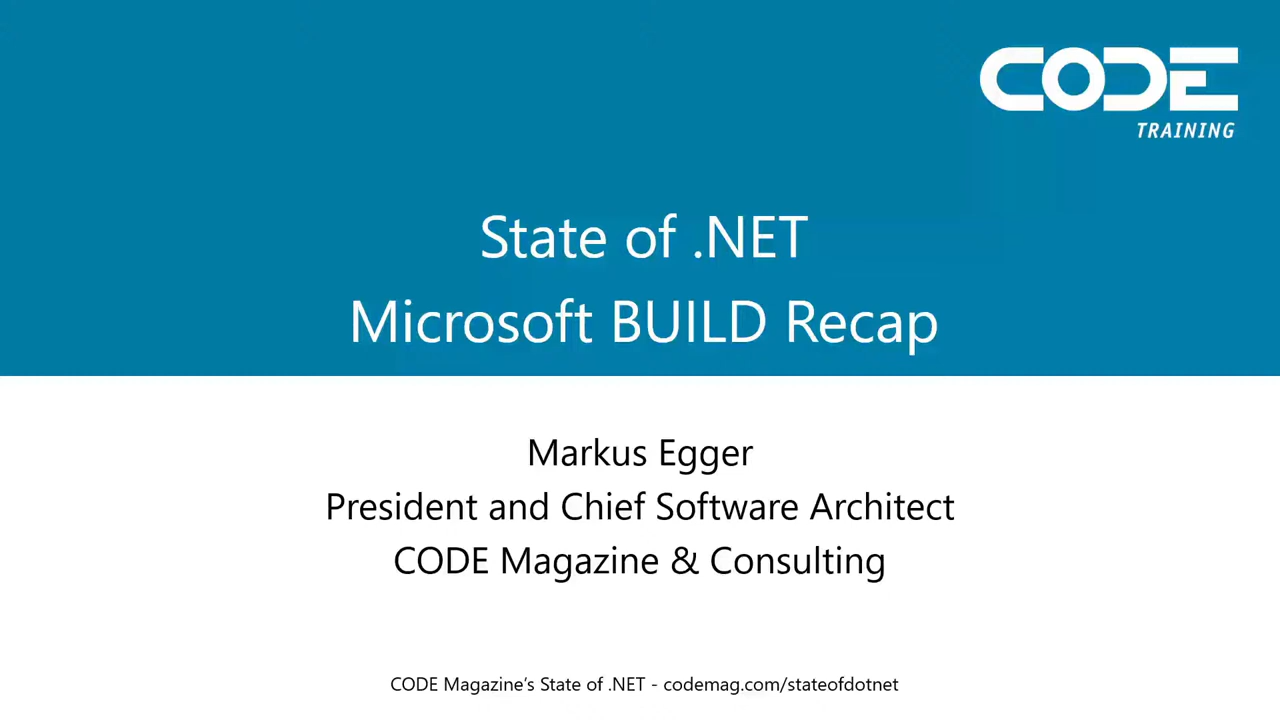 CODE
TRAINING
State of .NET
Microsoft BUILD Recap
Markus Egger
President and Chief Software Architect
CODE Magazine & Consulting
CODE Magazine’s State of .NET - codemag.com/stateofdotnet